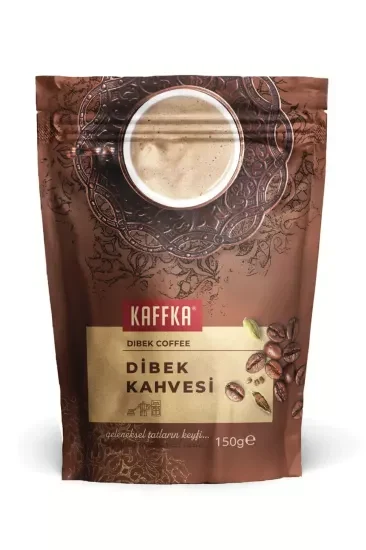 KAFFKA®
DIBEK COFFEE
DİBEK
KAHVESİ
geleneksel tatların keyfi...
150g℮